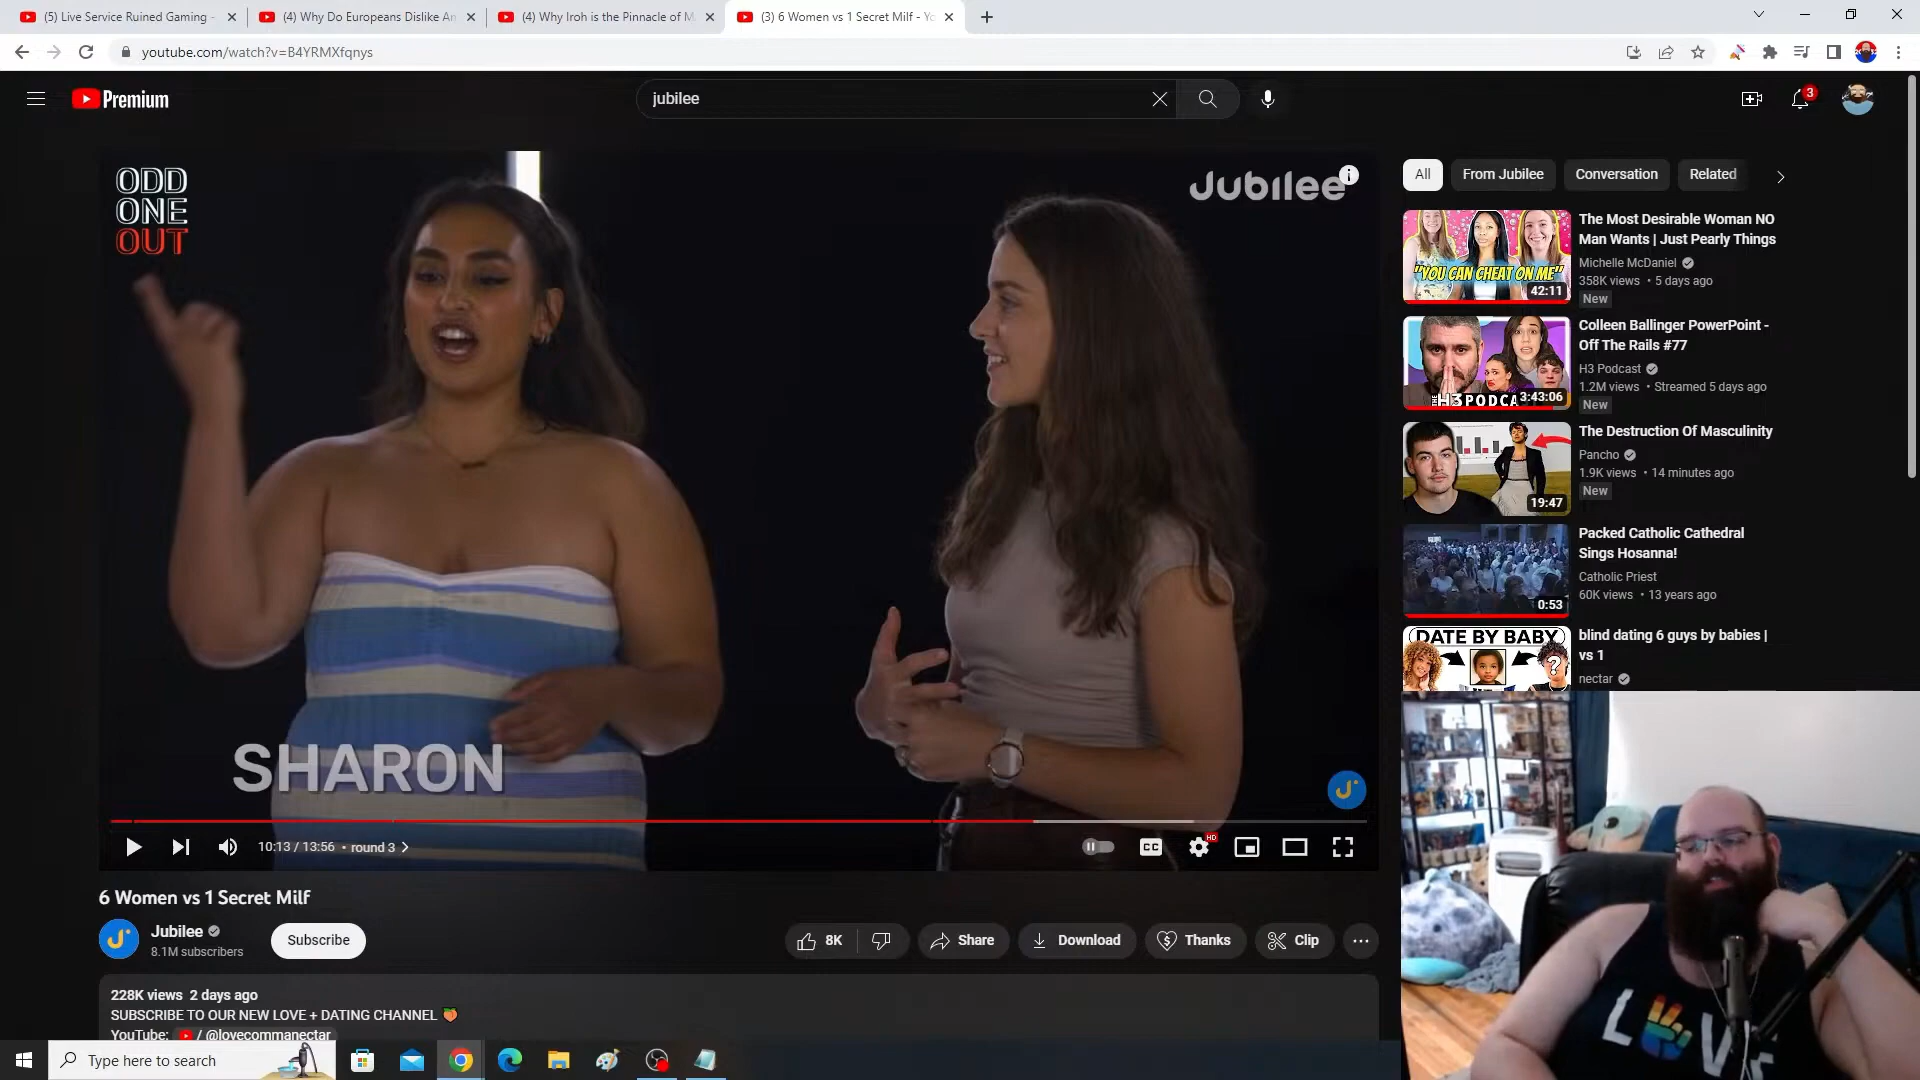 (5) Live Service Ruined Gaming -
(4) Why Do Europeans Dislike An
(4) Why Iroh is the Pinnacle of M
(3) 6 Women vs 1 Secret Milf - Yo
youtube.com/watch?v=B4YRMXfqnys
Premium
jubilee
3
ODD
ONE
OUT
Jubilee
SHARON
10:13 / 13:56 • round 3
CC
HD
6 Women vs 1 Secret Milf
Jubilee
8.1M subscribers
Subscribe
8K
Share
Download
Thanks
Clip
228K views 2 days ago
SUBSCRIBE TO OUR NEW LOVE + DATING CHANNEL 🍑
YouTube: / @lovecommanectar
All
From Jubilee
Conversation
Related
"YOU CAN CHEAT ON ME"
42:11
The Most Desirable Woman NO
Man Wants | Just Pearly Things
Michelle McDaniel
358K views • 5 days ago
New
THE H3 PODCA
3:43:06
Colleen Ballinger PowerPoint -
Off The Rails #77
H3 Podcast
1.2M views • Streamed 5 days ago
New
19:47
The Destruction Of Masculinity
Pancho
1.9K views • 14 minutes ago
New
0:53
Packed Catholic Cathedral
Sings Hosanna!
Catholic Priest
60K views • 13 years ago
DATE BY BABY
?
blind dating 6 guys by babies |
vs 1
nectar
LOVE
Type here to search